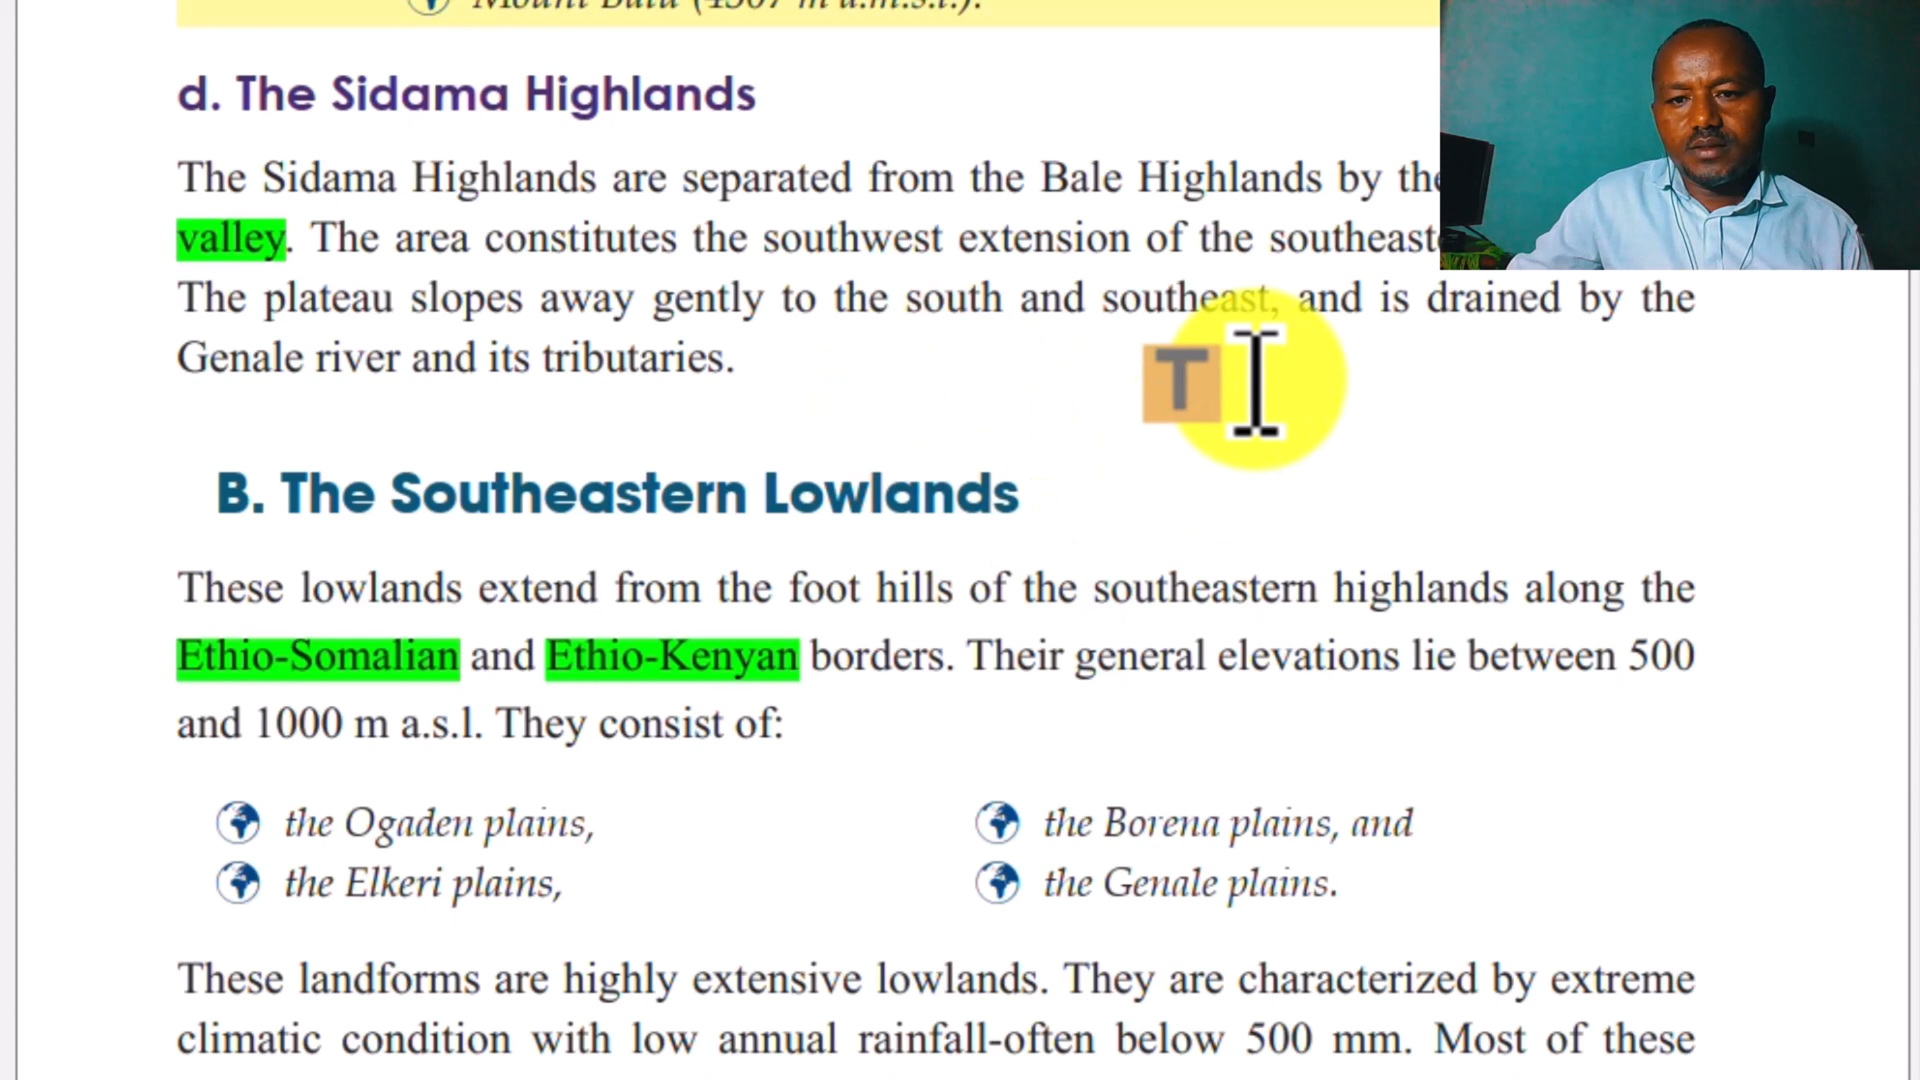 Mount Batu (4307 m a.m.s.l.).
d. The Sidama Highlands
The Sidama Highlands are separated from the Bale Highlands by the
valley. The area constitutes the southwest extension of the southeast
The plateau slopes away gently to the south and southeast, and is drained by the
Genale river and its tributaries.
T
B. The Southeastern Lowlands
These lowlands extend from the foot hills of the southeastern highlands along the
Ethio-Somalian and Ethio-Kenyan borders. Their general elevations lie between 500
and 1000 m a.s.l. They consist of:
the Ogaden plains,
the Elkeri plains,
the Borena plains, and
the Genale plains.
These landforms are highly extensive lowlands. They are characterized by extreme
climatic condition with low annual rainfall-often below 500 mm. Most of these